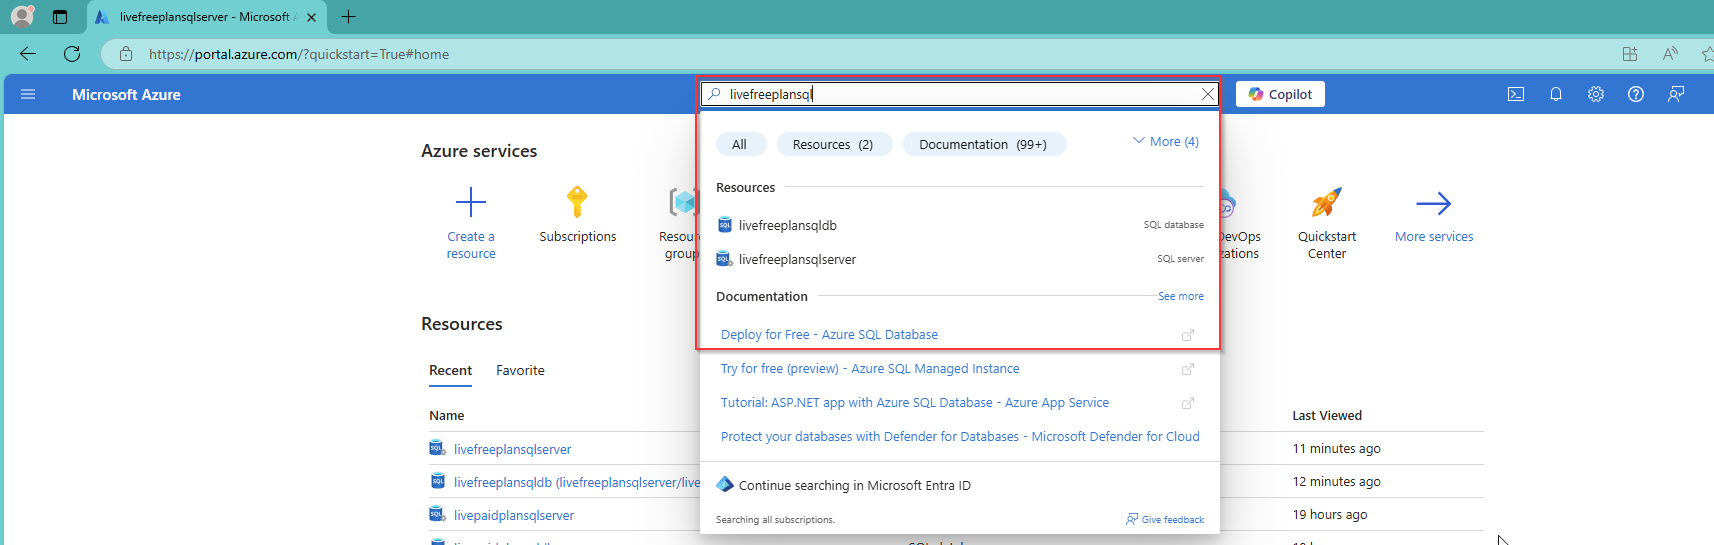 livefreeplansqlserver - Microsoft A
https://portal.azure.com/?quickstart=True#home
Microsoft Azure
livefreeplansql
Copilot
All
Resources (2)
Documentation (99+)
More (4)
Resources
livefreeplansqldb
SQL database
livefreeplansqlserver
SQL server
Documentation
See more
Deploy for Free - Azure SQL Database
Try for free (preview) - Azure SQL Managed Instance
Tutorial: ASP.NET app with Azure SQL Database - Azure App Service
Protect your databases with Defender for Databases - Microsoft Defender for Cloud
Continue searching in Microsoft Entra ID
Searching all subscriptions.
Give feedback
Azure services
Create a
resource
Subscriptions
Resour
group
DevOps
zations
Quickstart
Center
More services
Resources
Recent
Favorite
Name
Last Viewed
livefreeplansqlserver
11 minutes ago
livefreeplansqldb (livefreeplansqlserver/live
12 minutes ago
livepaidplansqlserver
19 hours ago